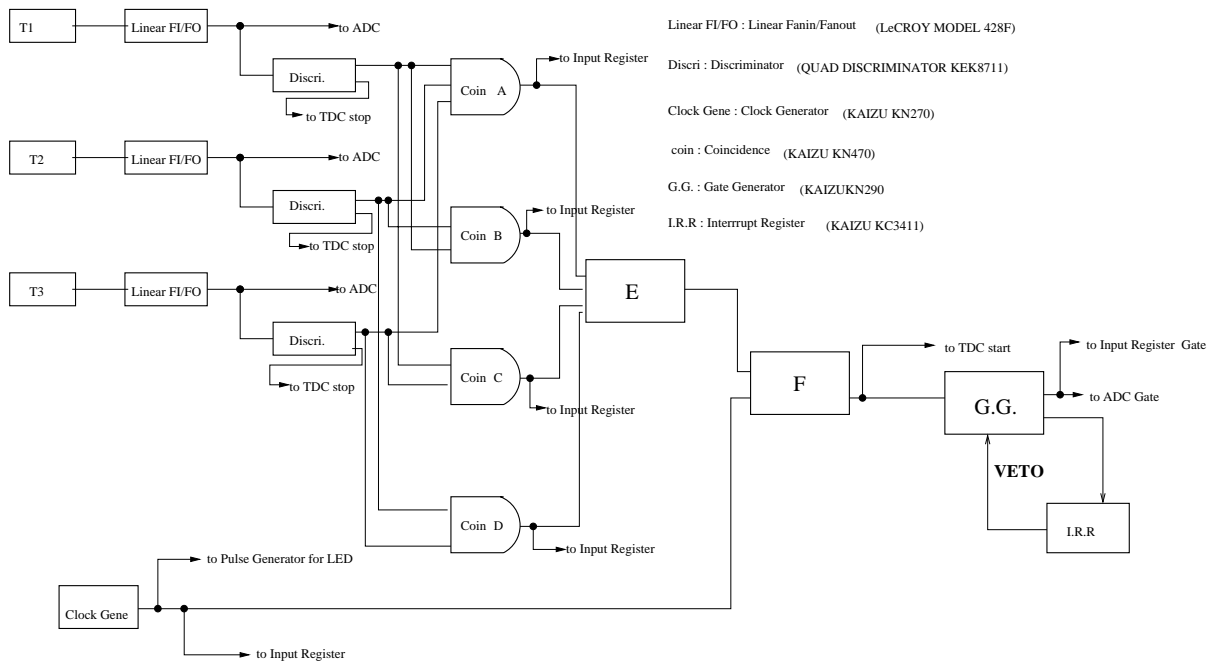 T1
Linear FI/FO
to ADC
Linear FI/FO : Linear Fanin/Fanout (LeCROY MODEL 428F)
to Input Register
Discri.
Coin A
Discri : Discriminator (QUAD DISCRIMINATOR KEK8711)
to TDC stop
Clock Gene : Clock Generator (KAIZU KN270)
T2
Linear FI/FO
to ADC
coin : Coincidence (KAIZU KN470)
Discri.
G.G. : Gate Generator (KAIZUKN290
to Input Register
Coin B
I.R.R : Interrrupt Register (KAIZU KC3411)
to TDC stop
T3
Linear FI/FO
to ADC
E
Discri.
to TDC stop
Coin C
to Input Register
F
to TDC start
to Input Register Gate
G.G.
to ADC Gate
VETO
I.R.R
Coin D
to Input Register
to Pulse Generator for LED
Clock Gene
to Input Register